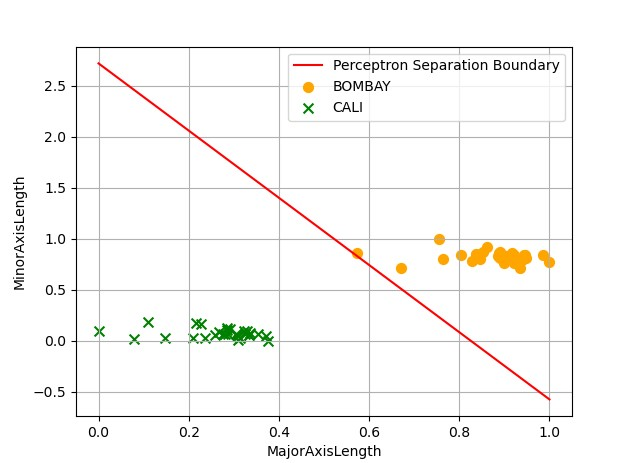 Perceptron Separation Boundary
BOMBAY
CALI
2.5
2.0
1.5
1.0
0.5
0.0
−0.5
MinorAxisLength
0.0 0.2 0.4 0.6 0.8 1.0
MajorAxisLength